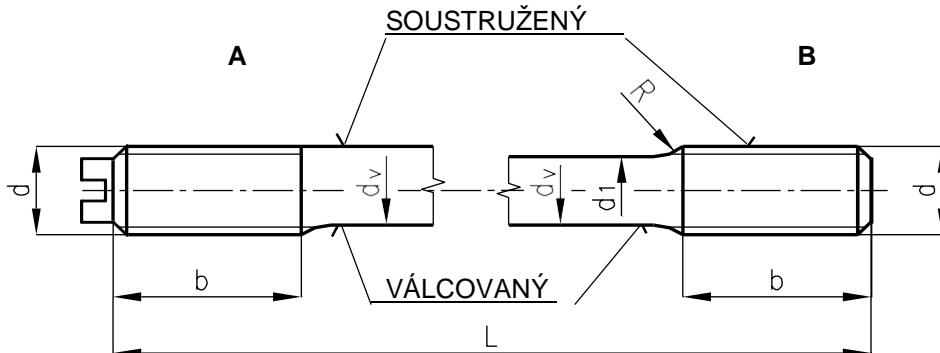 SOUSTRUŽENÝ
A B
R
d dv dv d1 d
b VÁLCOVANÝ b
L